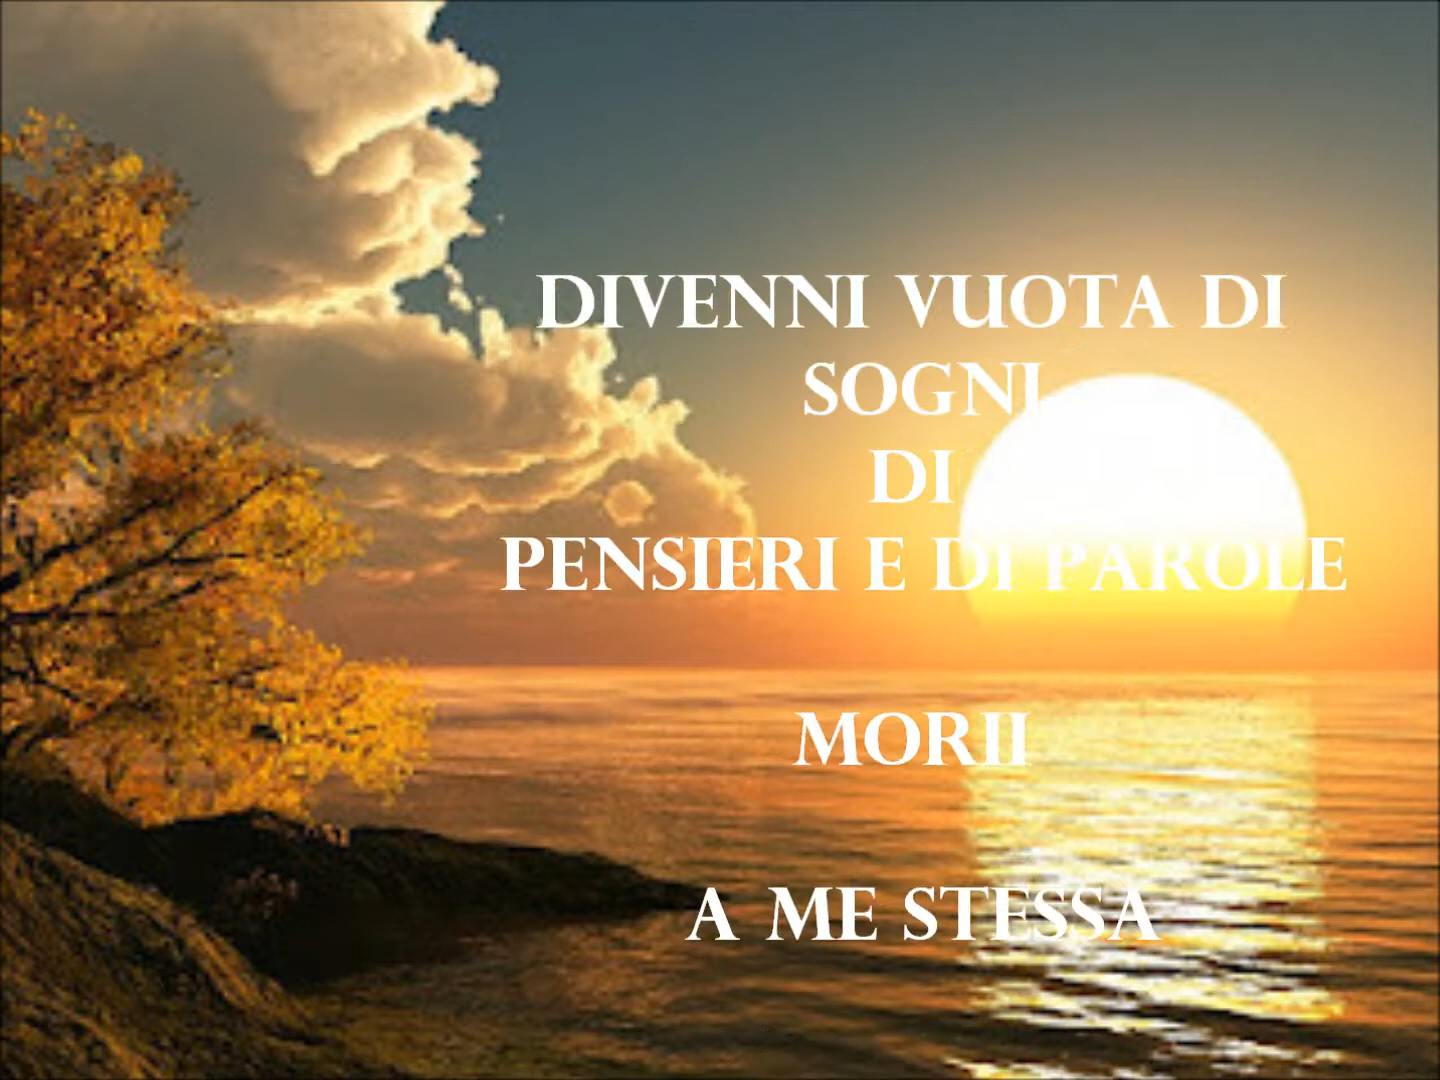 DIVENNI VUOTA DI
SOGNI
DI
PENSIERI E DI PAROLE
MORII
A ME STESSA